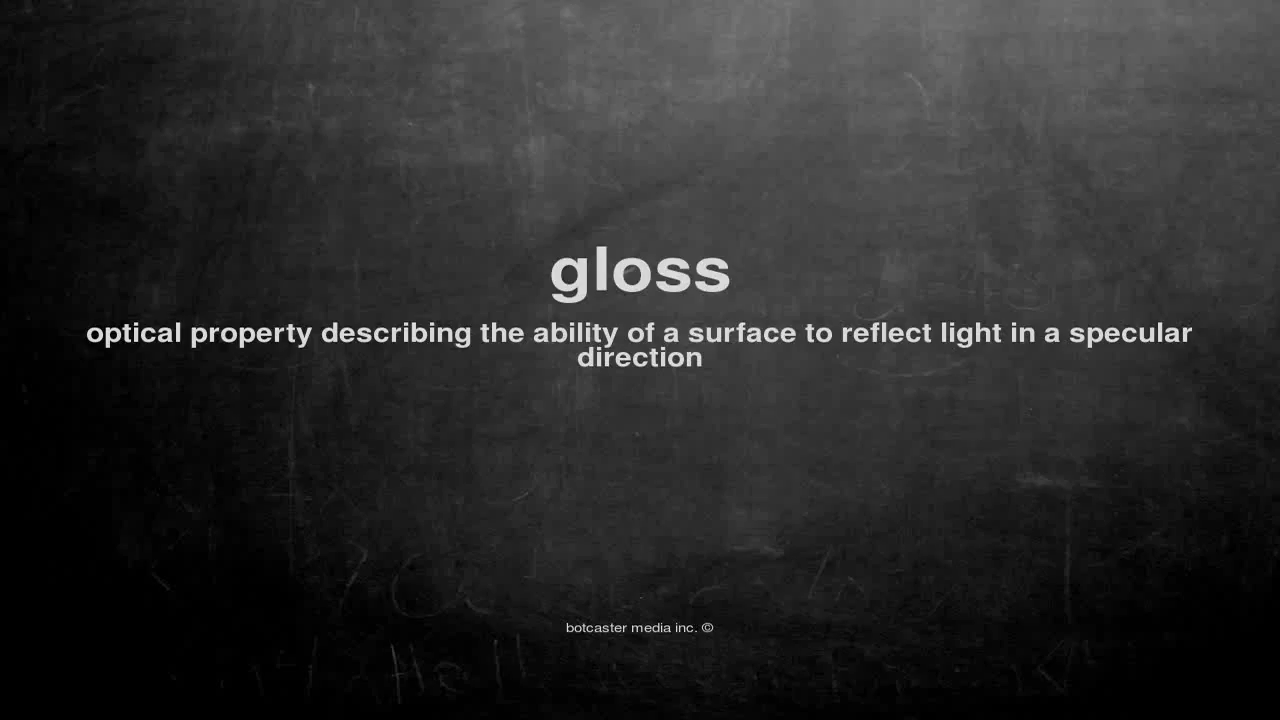 gloss
optical property describing the ability of a surface to reflect light in a specular
direction
botcaster media inc. ©